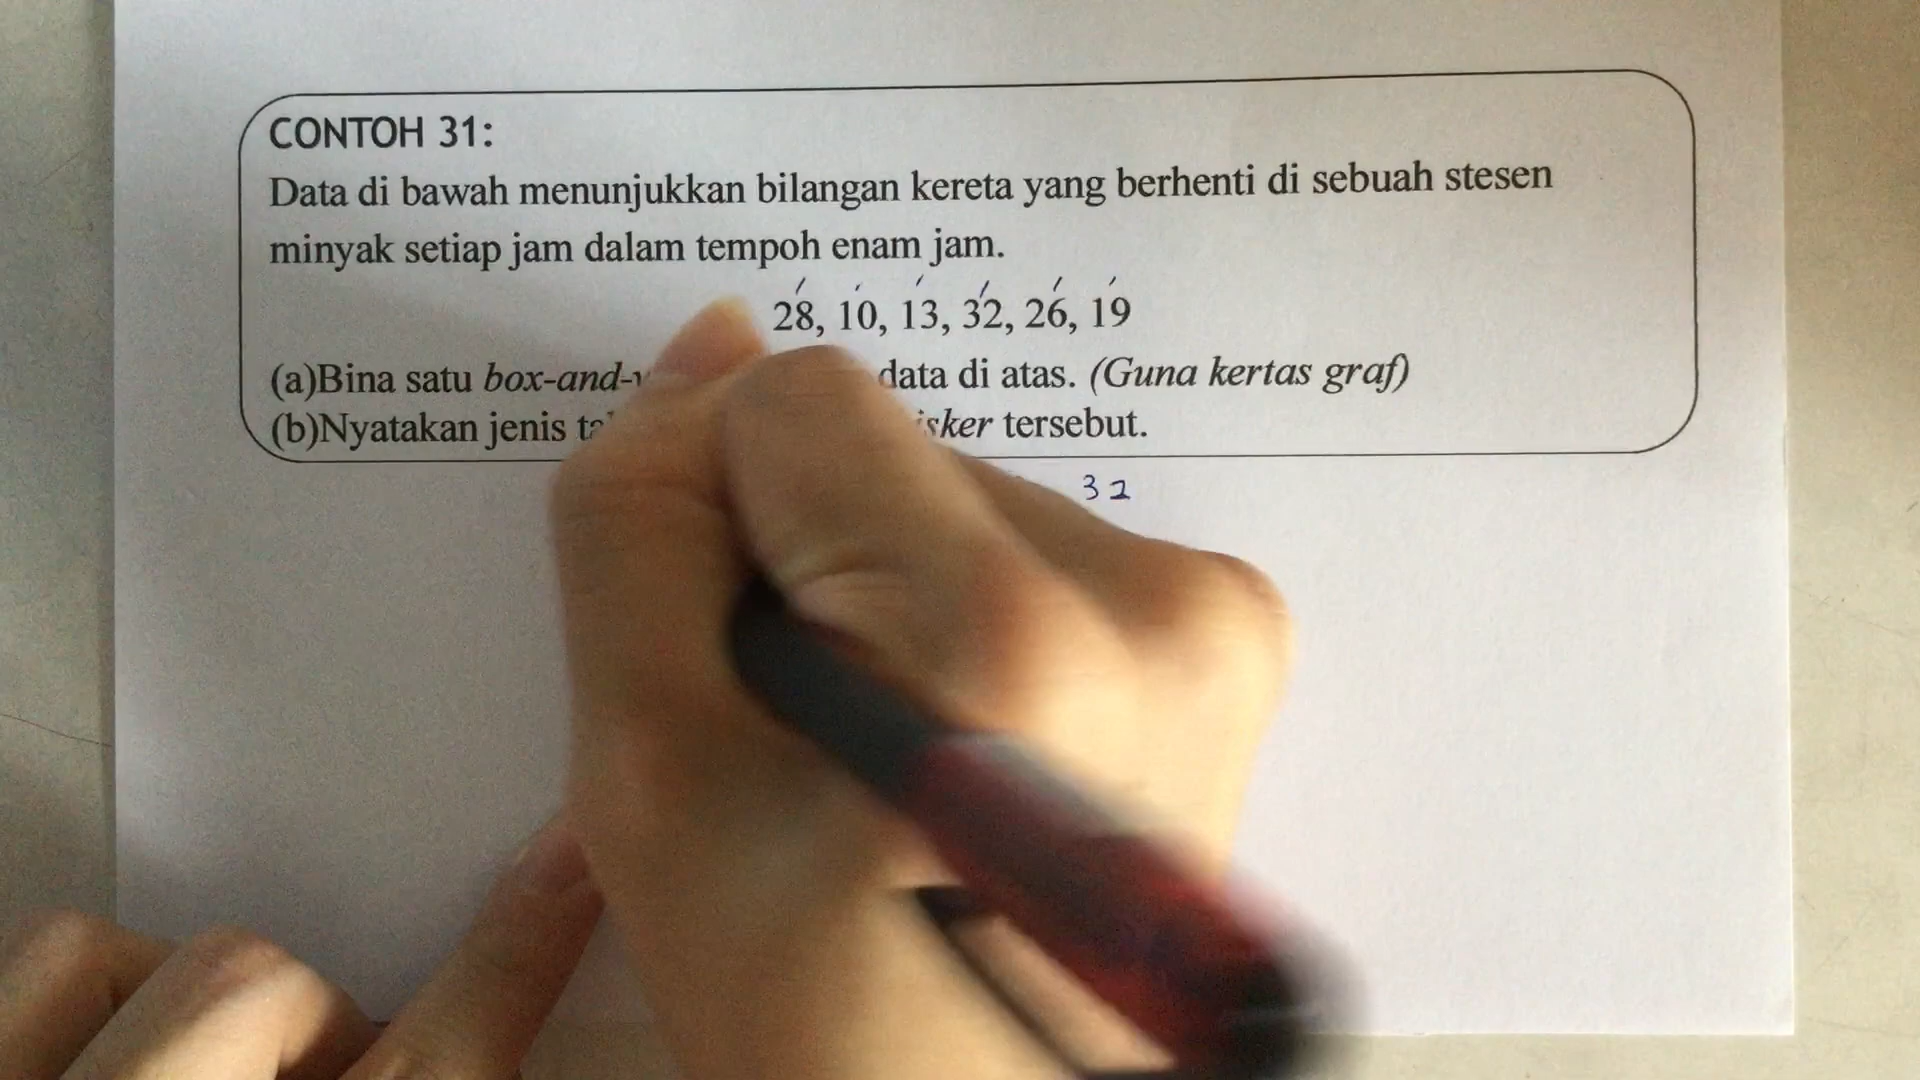 CONTOH 31:
Data di bawah menunjukkan bilangan kereta yang berhenti di sebuah stesen
minyak setiap jam dalam tempoh enam jam.
28, 10, 13, 32, 26, 19
(a)Bina satu box-and- data di atas. (Guna kertas graf)
(b)Nyatakan jenis tersebut.
32